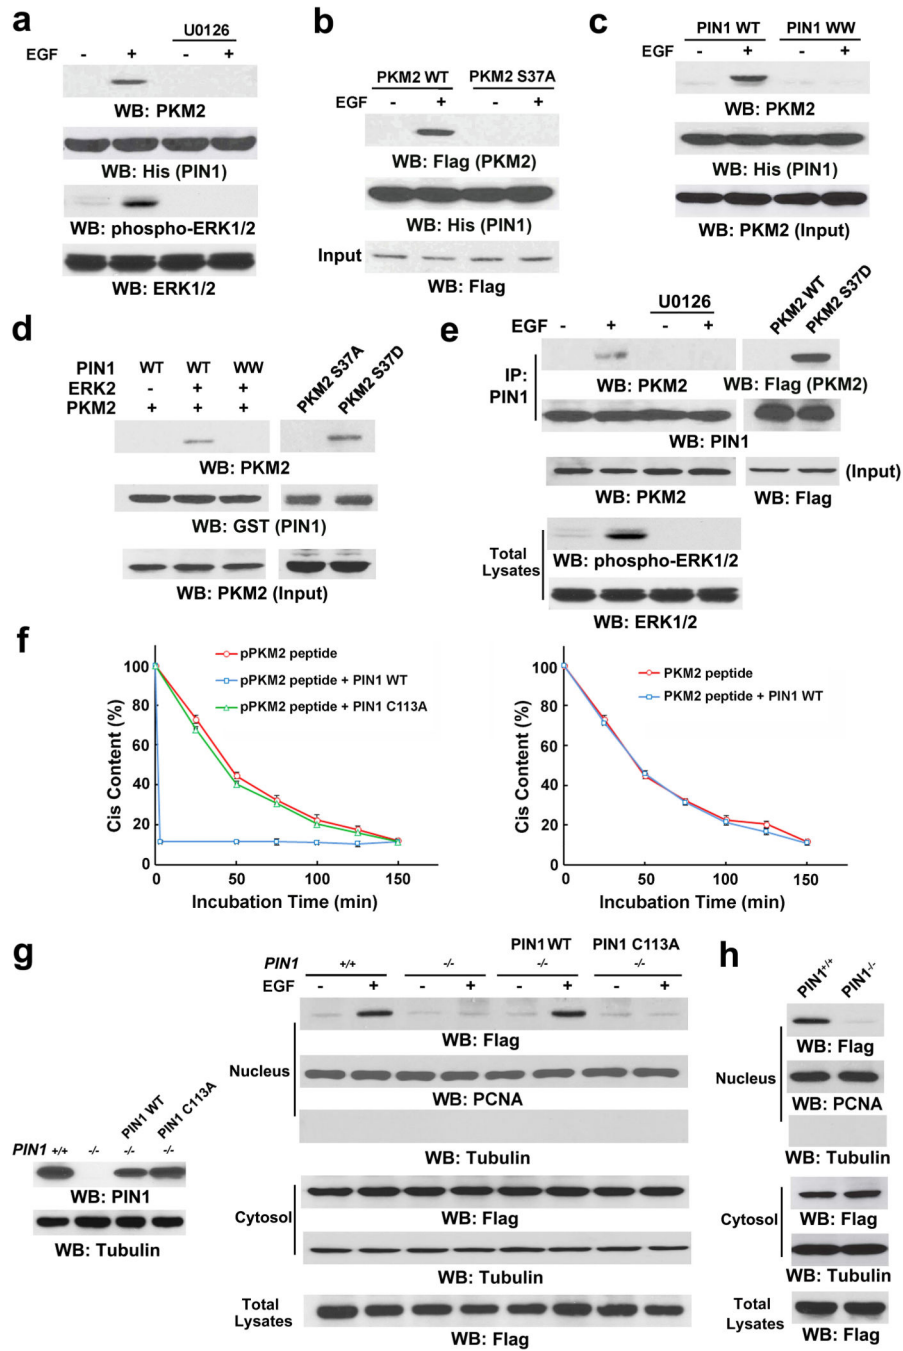 a
U0126
EGF - + - +
WB: PKM2
WB: His (PIN1)
WB: phospho-ERK1/2
WB: ERK1/2
b
PKM2 WT PKM2 S37A
EGF - + - +
WB: Flag (PKM2)
WB: His (PIN1)
Input
WB: Flag
c
PIN1 WT PIN1 WW
EGF - + - +
WB: PKM2
WB: His (PIN1)
WB: PKM2 (Input)
d
PIN1 WT WT WW
ERK2 - + +
PKM2 + + +
PKM2 S37A
PKM2 S37D
WB: PKM2
WB: GST (PIN1)
WB: PKM2 (Input)
e
U0126
EGF - + - +
PKM2 WT
PKM2 S37D
IP:
PIN1
WB: PKM2 WB: Flag (PKM2)
WB: PIN1
(Input)
WB: PKM2 WB: Flag
Total
Lysates
WB: phospho-ERK1/2
WB: ERK1/2
f
Cis Content (%)
100
80
60
40
20
0
0 50 100 150
Incubation Time (min)
pPKM2 peptide
pPKM2 peptide + PIN1 WT
pPKM2 peptide + PIN1 C113A
Cis Content (%)
100
80
60
40
20
0
0 50 100 150
Incubation Time (min)
PKM2 peptide
PKM2 peptide + PIN1 WT
g
PIN1 WT
PIN1 C113A
PIN1 +/+ -/- -/- -/-
WB: PIN1
WB: Tubulin
PIN1 WT PIN1 C113A
PIN1 +/+ -/- -/- -/-
EGF - + - + - + - +
Nucleus
WB: Flag
WB: PCNA
WB: Tubulin
Cytosol
WB: Flag
WB: Tubulin
Total
Lysates
WB: Flag
h
PIN1+/+
PIN1-/-
Nucleus
WB: Flag
WB: PCNA
WB: Tubulin
Cytosol
WB: Flag
WB: Tubulin
Total
Lysates
WB: Flag